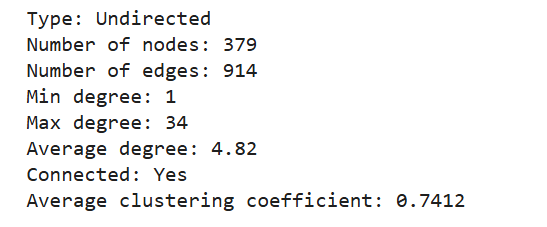 Type: Undirected
Number of nodes: 379
Number of edges: 914
Min degree: 1
Max degree: 34
Average degree: 4.82
Connected: Yes
Average clustering coefficient: 0.7412